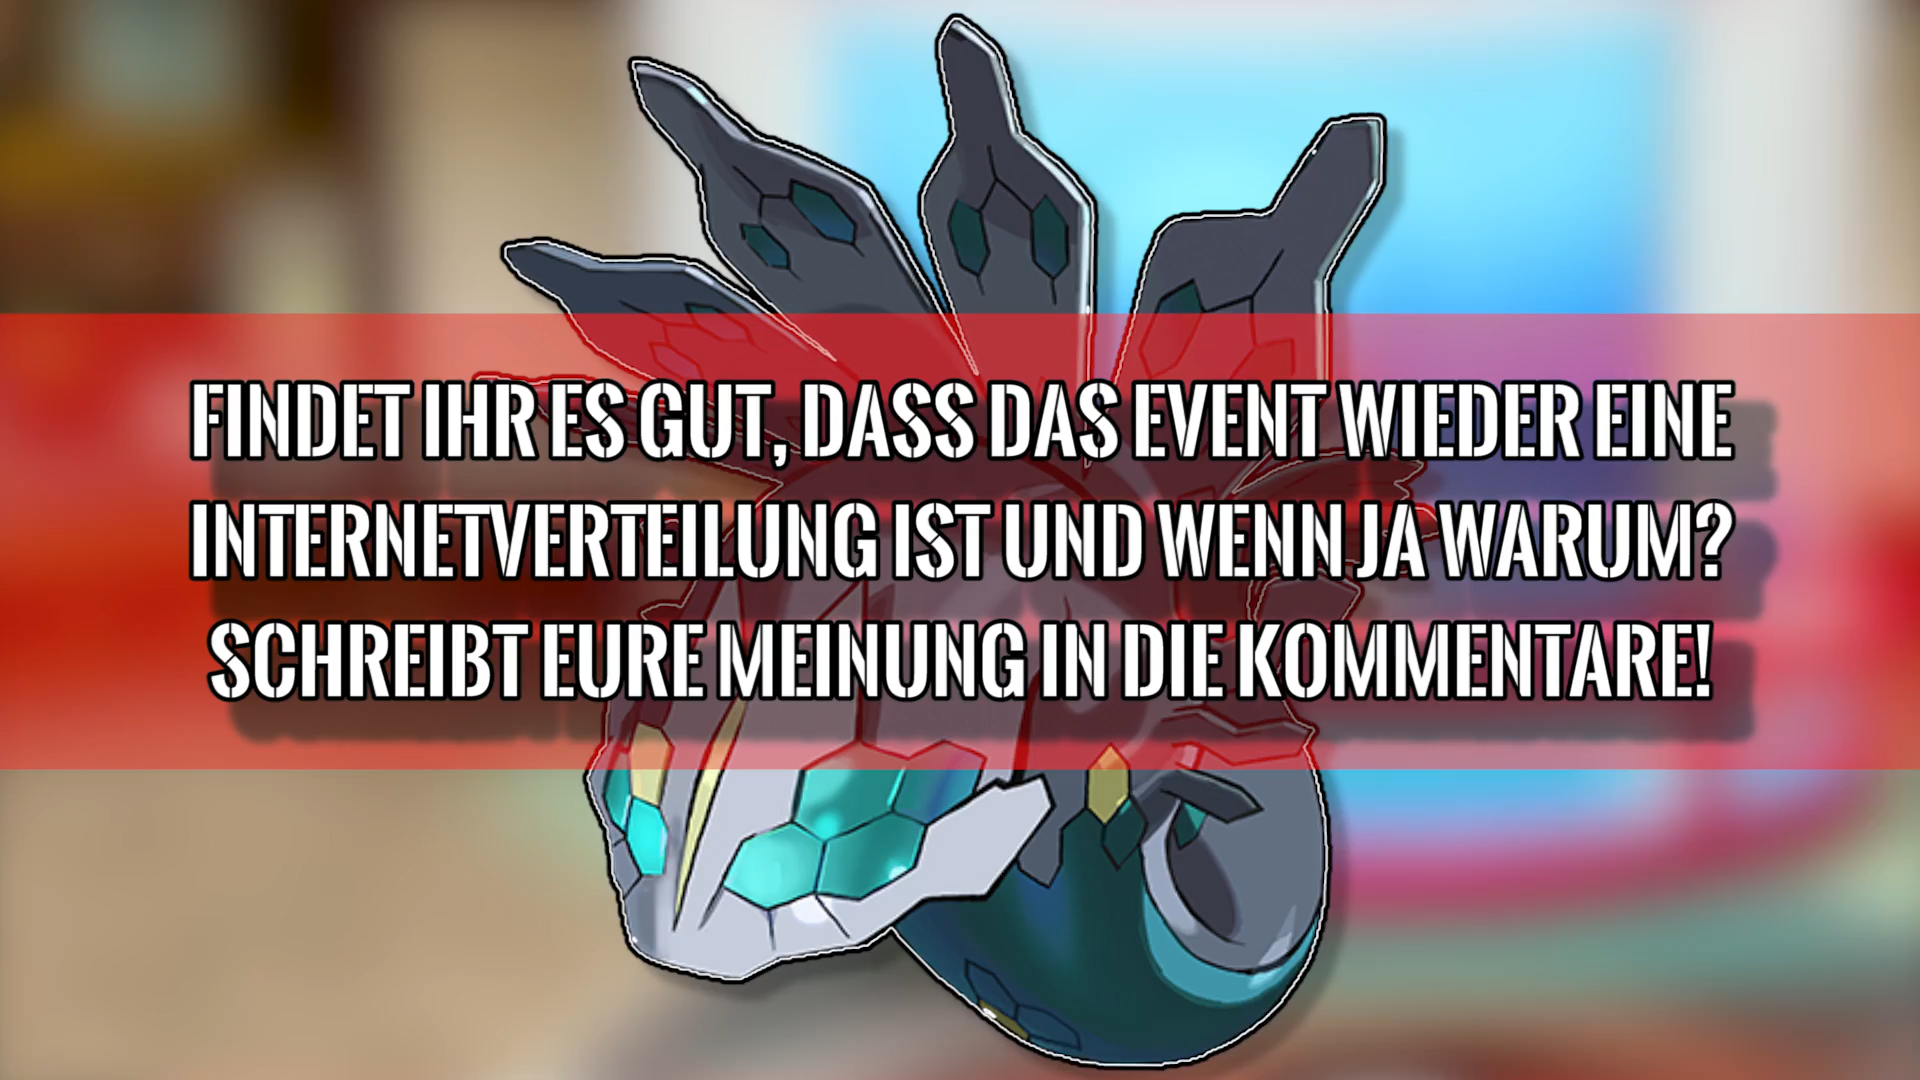 FINDET IHR ES GUT, DASS DAS EVENT WIEDER EINE
INTERNETVERTEILUNG IST UND WENN JA WARUM?
SCHREIBT EURE MEINUNG IN DIE KOMMENTARE!